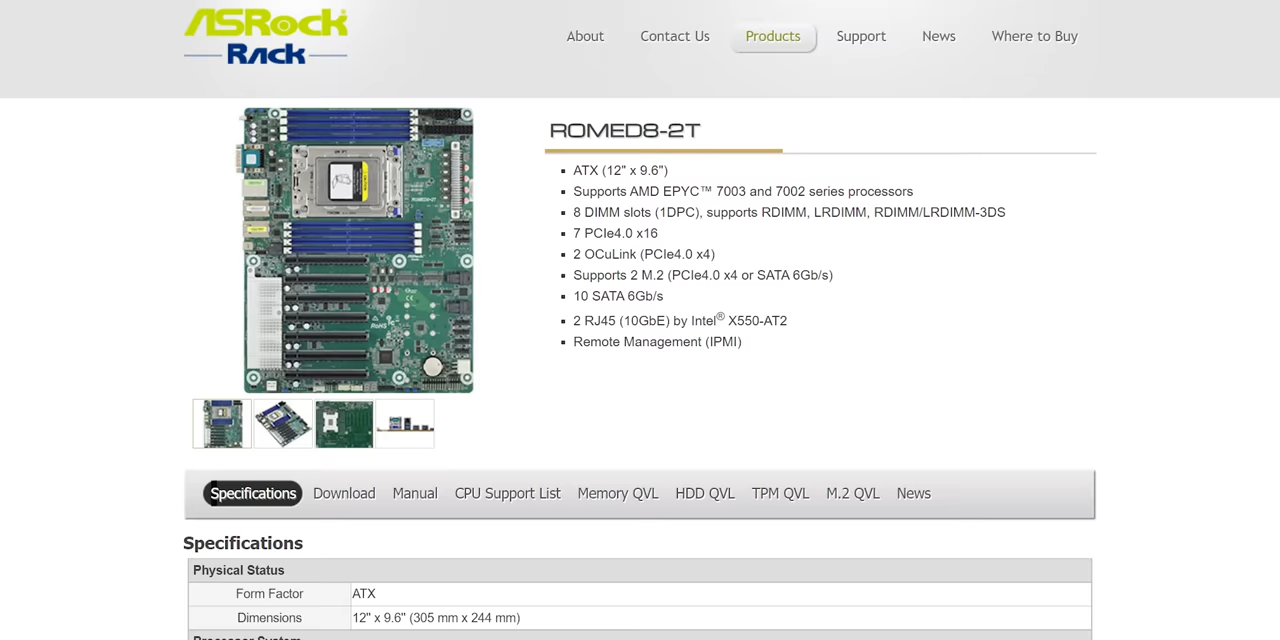 ASRock
Rack
About
Contact Us
Products
Support
News
Where to Buy
ROMED8-2T
ATX (12" x 9.6")
Supports AMD EPYC™ 7003 and 7002 series processors
8 DIMM slots (1DPC), supports RDIMM, LRDIMM, RDIMM/LRDIMM-3DS
7 PCIe4.0 x16
2 OCuLink (PCIe4.0 x4)
Supports 2 M.2 (PCIe4.0 x4 or SATA 6Gb/s)
10 SATA 6Gb/s
2 RJ45 (10GbE) by Intel® X550-AT2
Remote Management (IPMI)
ROMED8-2T
RoHS
Specifications
Download
Manual
CPU Support List
Memory QVL
HDD QVL
TPM QVL
M.2 QVL
News
Specifications
Physical Status
Form Factor
ATX
Dimensions
12" x 9.6" (305 mm x 244 mm)
Processor System